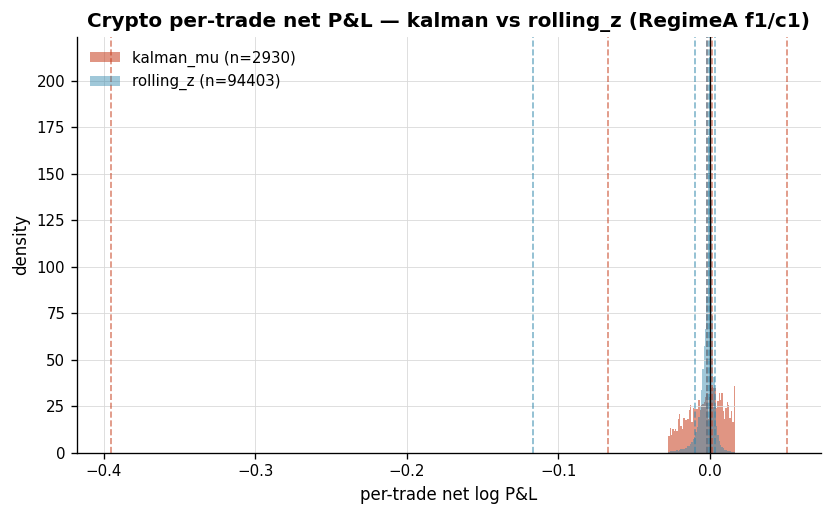 Crypto per-trade net P&L — kalman vs rolling_z (RegimeA f1/c1)
kalman_mu (n=2930)
rolling_z (n=94403)
density
200
175
150
125
100
75
50
25
0
−0.4
−0.3
−0.2
−0.1
0.0
per-trade net log P&L